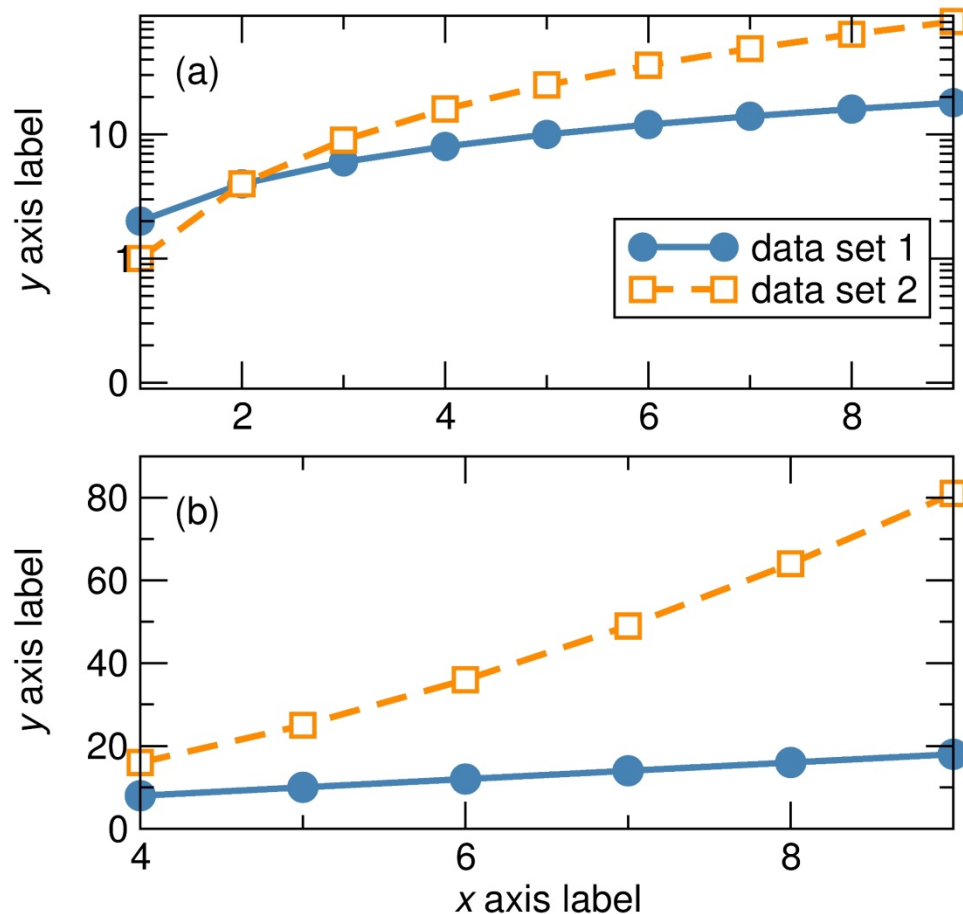 (a)
y axis label
10
1
0
data set 1
data set 2
2 4 6 8
(b)
y axis label
80
60
40
20
0
4 6 8
x axis label